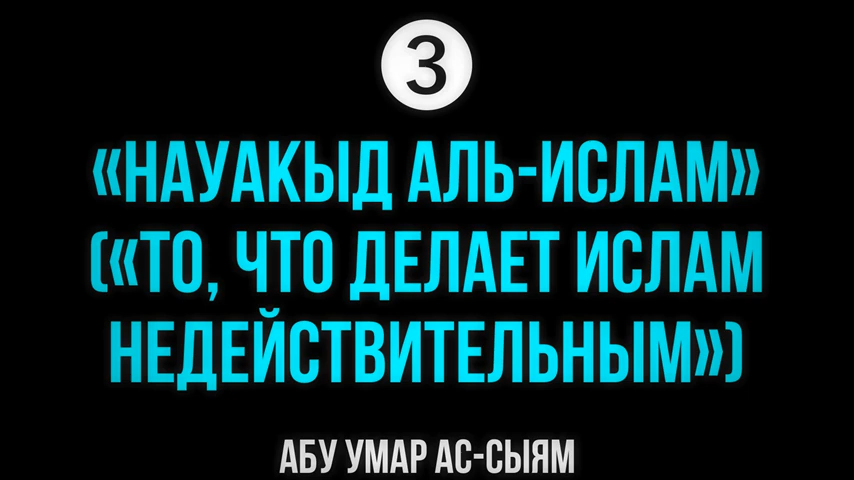 3
«НАУАКЫД АЛЬ-ИСЛАМ»
(«ТО, ЧТО ДЕЛАЕТ ИСЛАМ
НЕДЕЙСТВИТЕЛЬНЫМ»)
АБУ УМАР АС-СЫЯМ